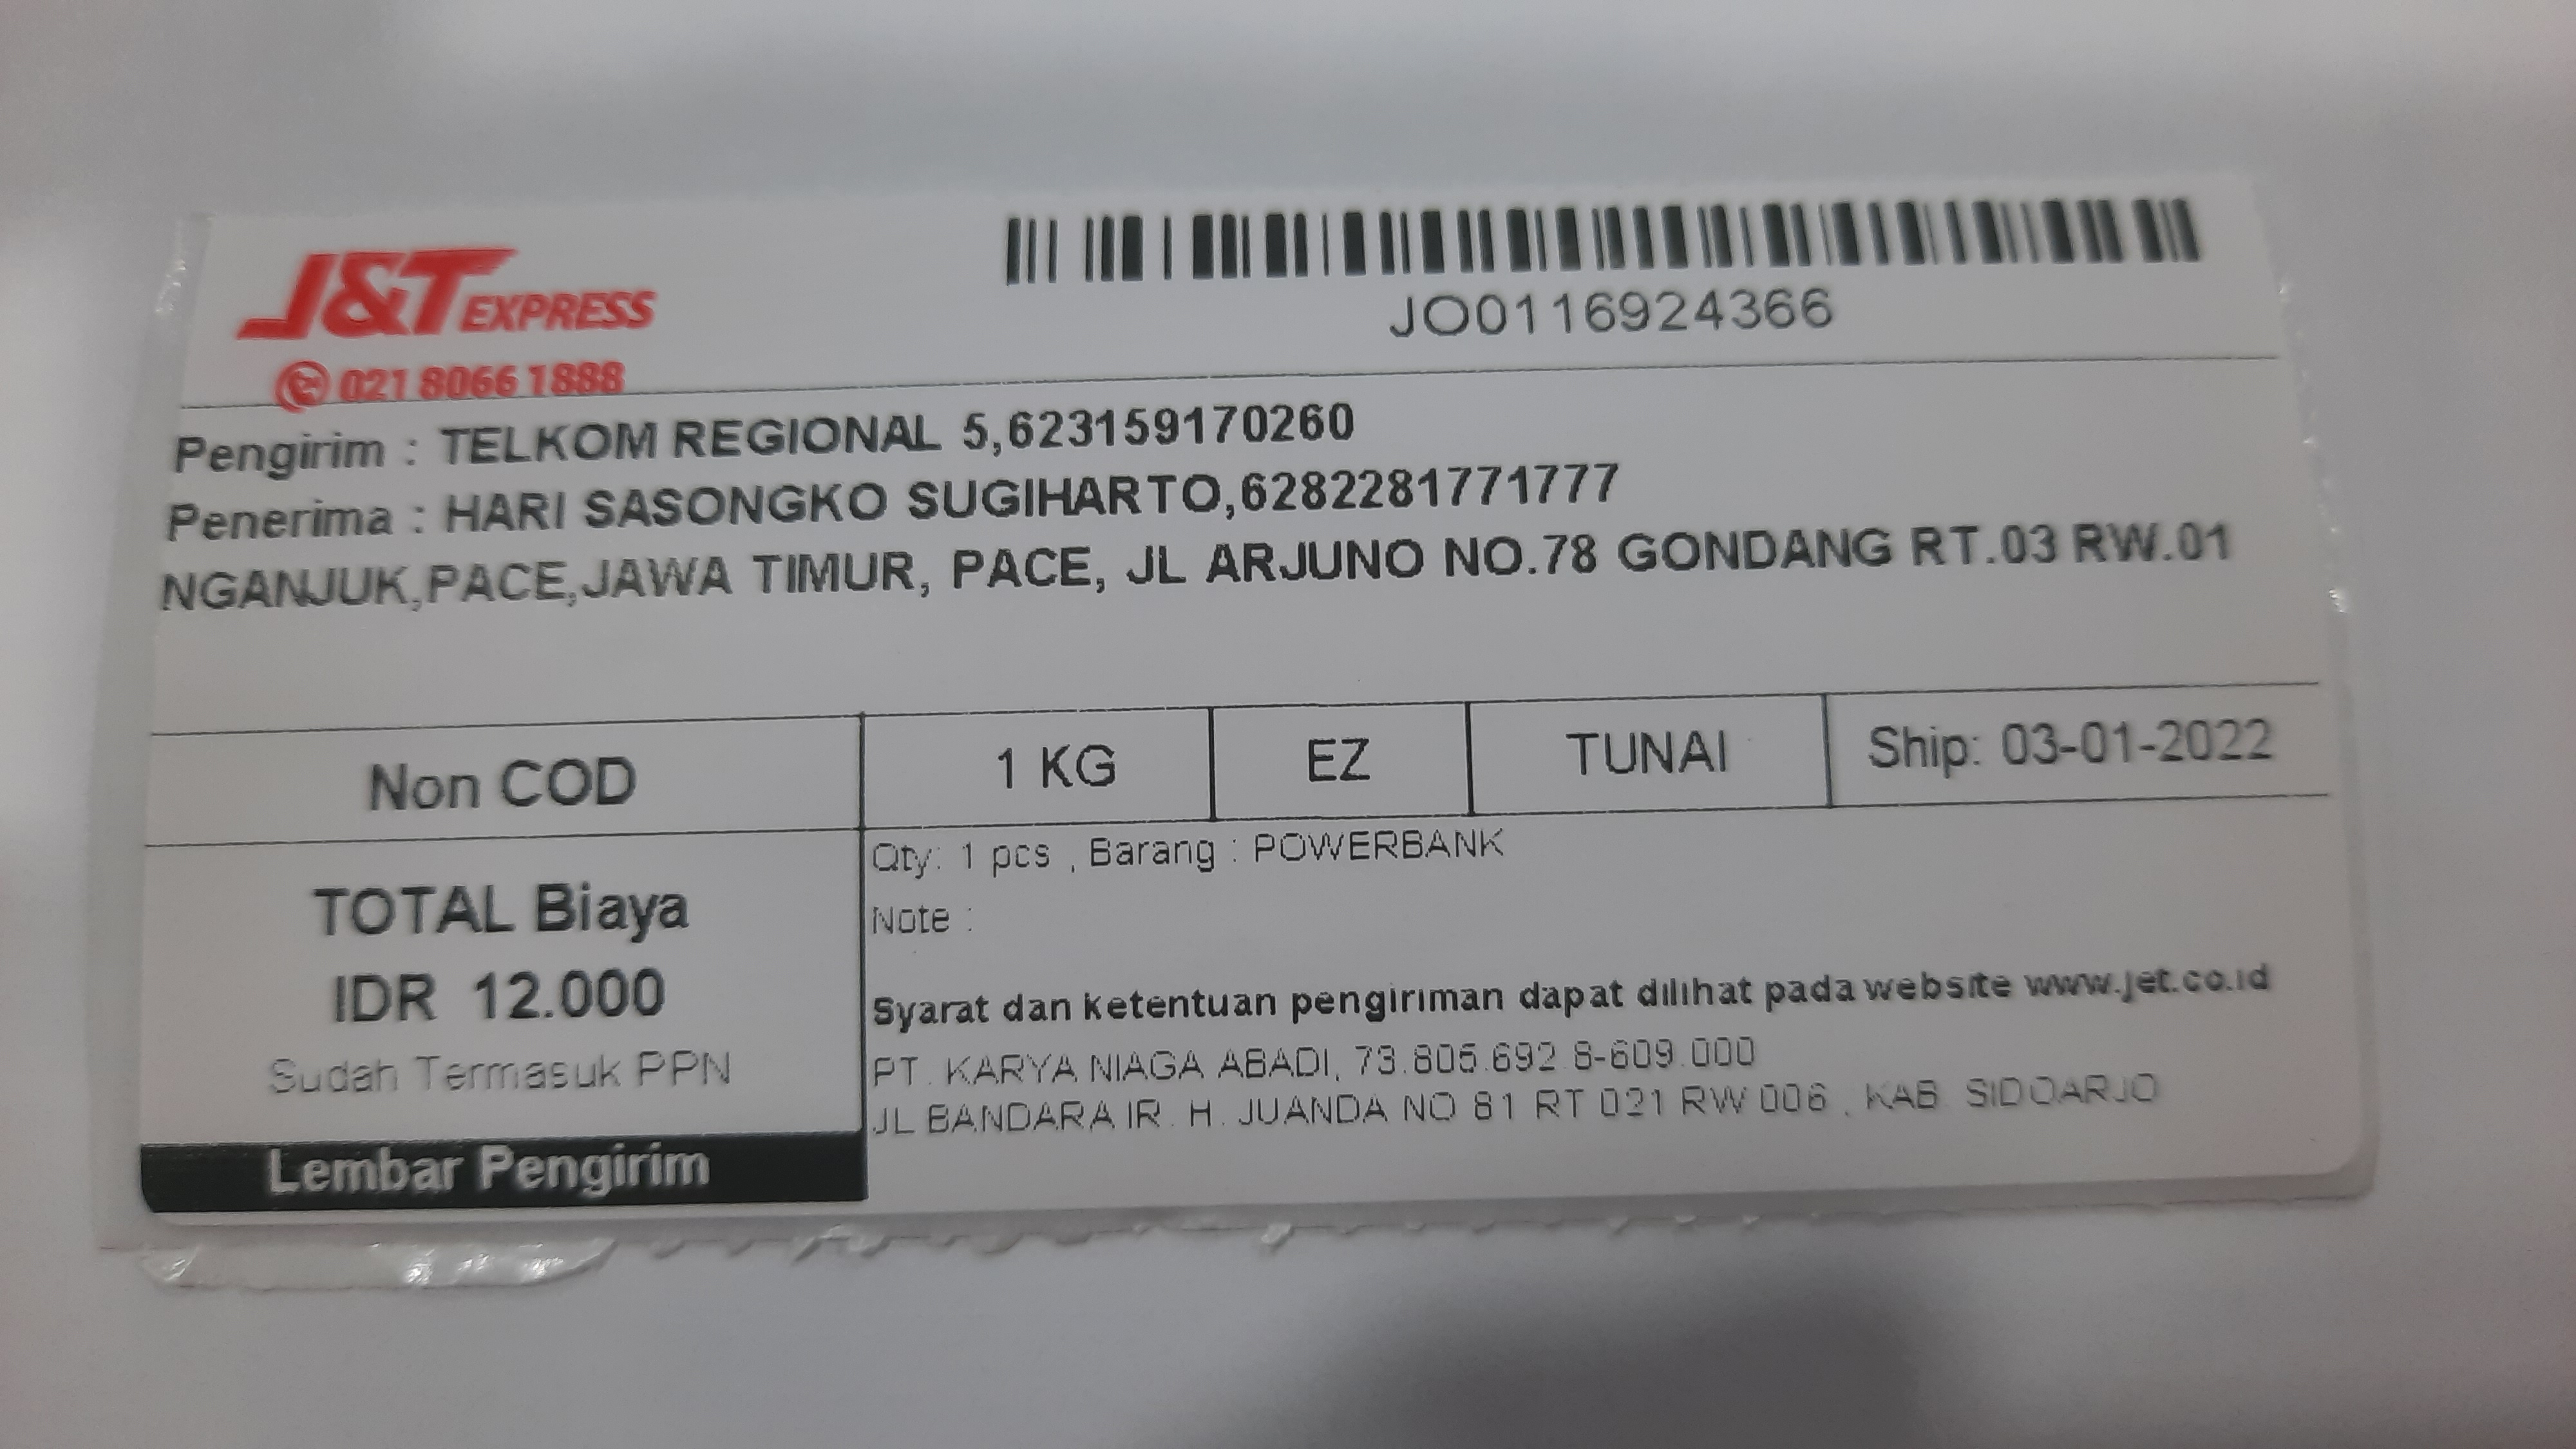 J&T EXPRESS
021 8066 1888
JO0116924366
Pengirim : TELKOM REGIONAL 5,623159170260
Penerima : HARI SASONGKO SUGIHARTO,6282281771777
NGANJUK,PACE,JAWA TIMUR, PACE, JL ARJUNO NO.78 GONDANG RT.03 RW.01
Non COD
1 KG
EZ
TUNAI
Ship: 03-01-2022
TOTAL Biaya
IDR 12.000
Sudah Termasuk PPN
Lembar Pengirim
Qty: 1 pcs , Barang : POWERBANK
Note :
Syarat dan ketentuan pengiriman dapat dilihat pada website www.jet.co.id
PT. KARYA NIAGA ABADI, 73.805.692.8-609.000
JL BANDARA IR. H. JUANDA NO 81 RT 021 RW 006 , KAB. SIDOARJO